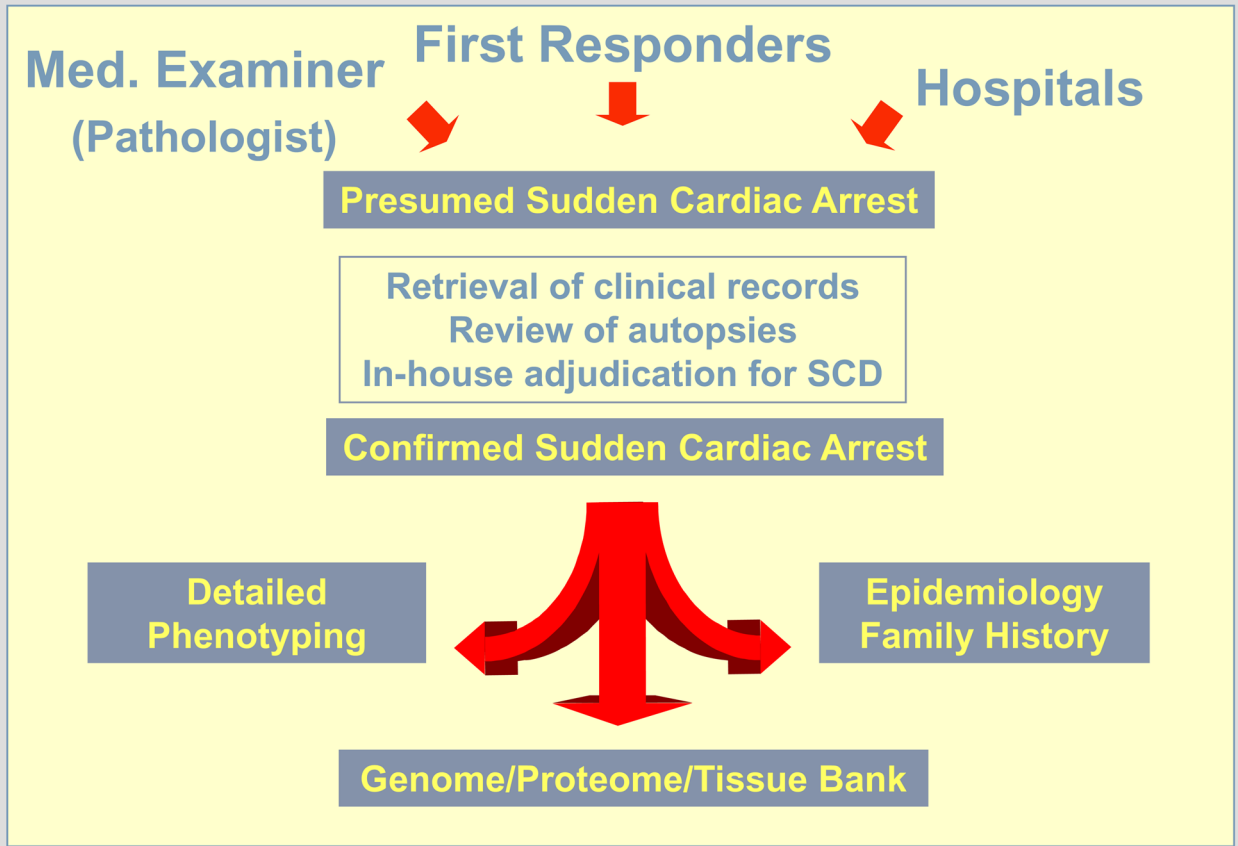 Med. Examiner
(Pathologist)
First Responders
Hospitals
Presumed Sudden Cardiac Arrest
Retrieval of clinical records
Review of autopsies
In-house adjudication for SCD
Confirmed Sudden Cardiac Arrest
Detailed
Phenotyping
Epidemiology
Family History
Genome/Proteome/Tissue Bank